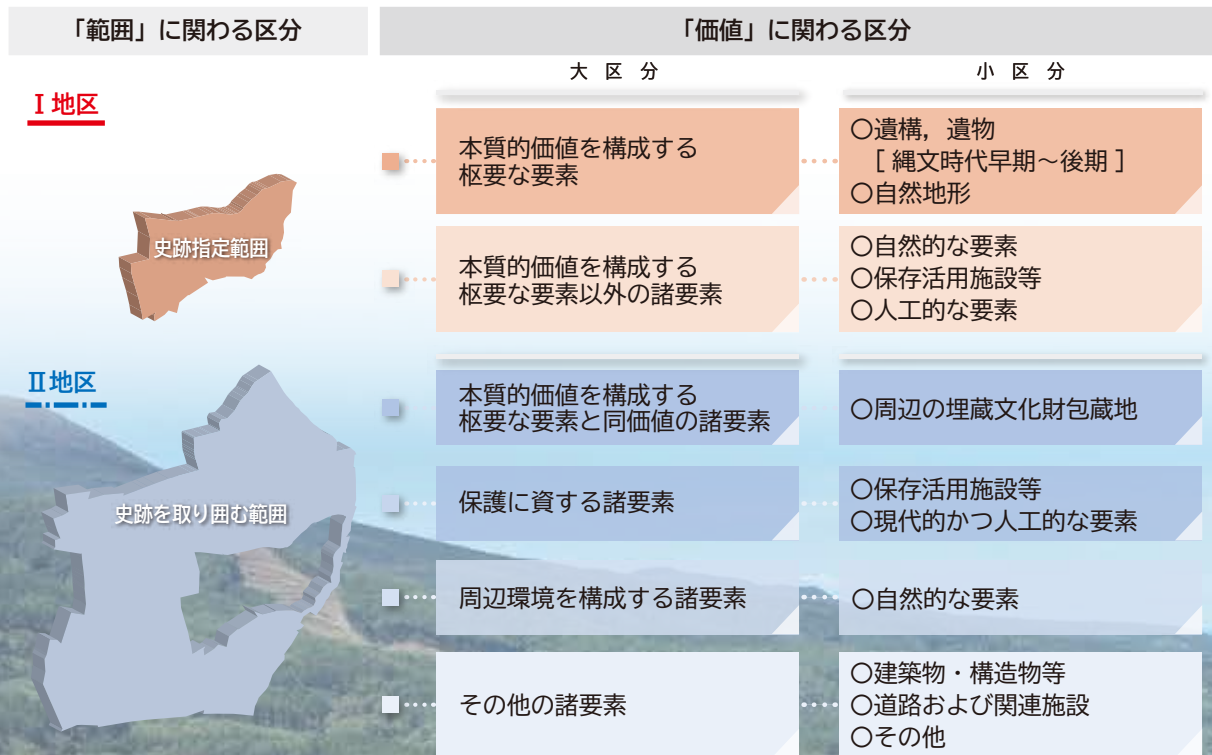 「範囲」に関わる区分
「価値」に関わる区分
大区分
小区分
Ⅰ地区
史跡指定範囲
本質的価値を構成する
枢要な要素
○遺構，遺物
［縄文時代早期～後期］
○自然地形
本質的価値を構成する
枢要な要素以外の諸要素
○自然的な要素
○保存活用施設等
○人工的な要素
Ⅱ地区
史跡を取り囲む範囲
本質的価値を構成する
枢要な要素と同価値の諸要素
○周辺の埋蔵文化財包蔵地
保護に資する諸要素
○保存活用施設等
○現代的かつ人工的な要素
周辺環境を構成する諸要素
○自然的な要素
その他の諸要素
○建築物・構造物等
○道路および関連施設
○その他